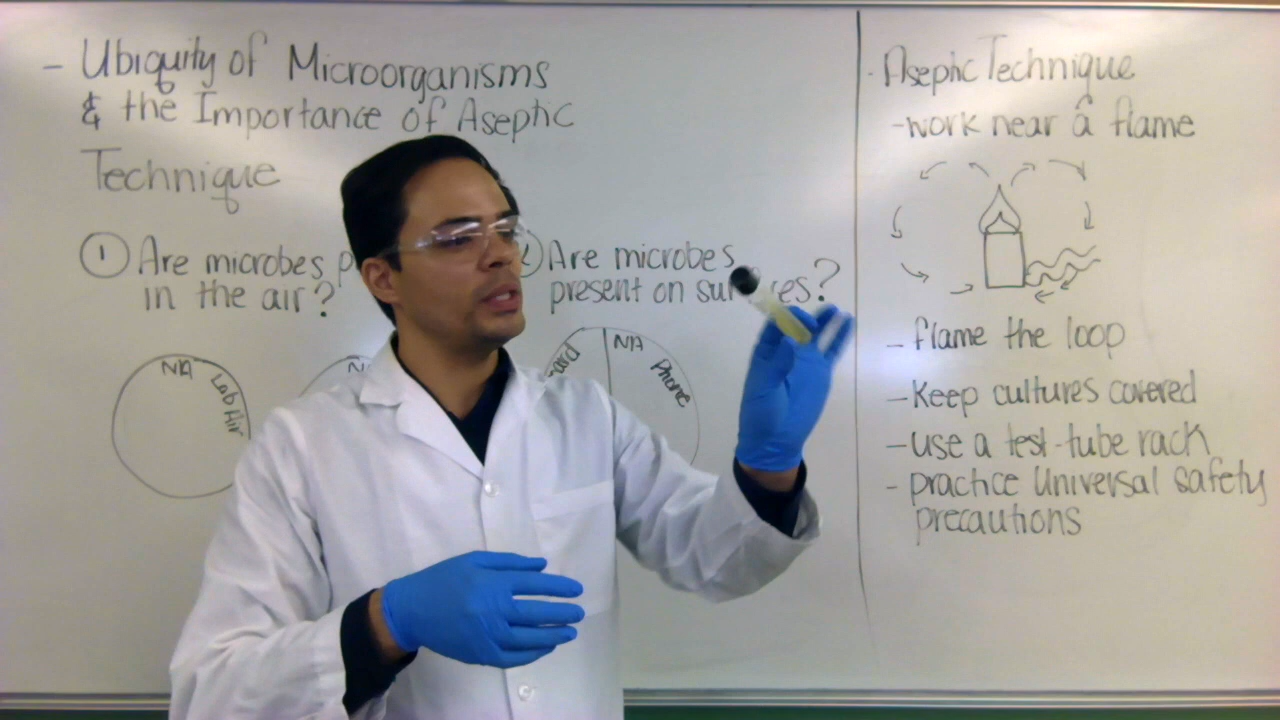 - Ubiquity of Microorganisms
& the Importance of Aseptic
Technique
① Are microbes
in the air?
NA
Lab Air
Are microbes
present on
NA
Phone
· Aseptic Technique
- work near a flame
- flame the loop
- Keep cultures covered
- use a test-tube rack
- practice Universal safety
precautions